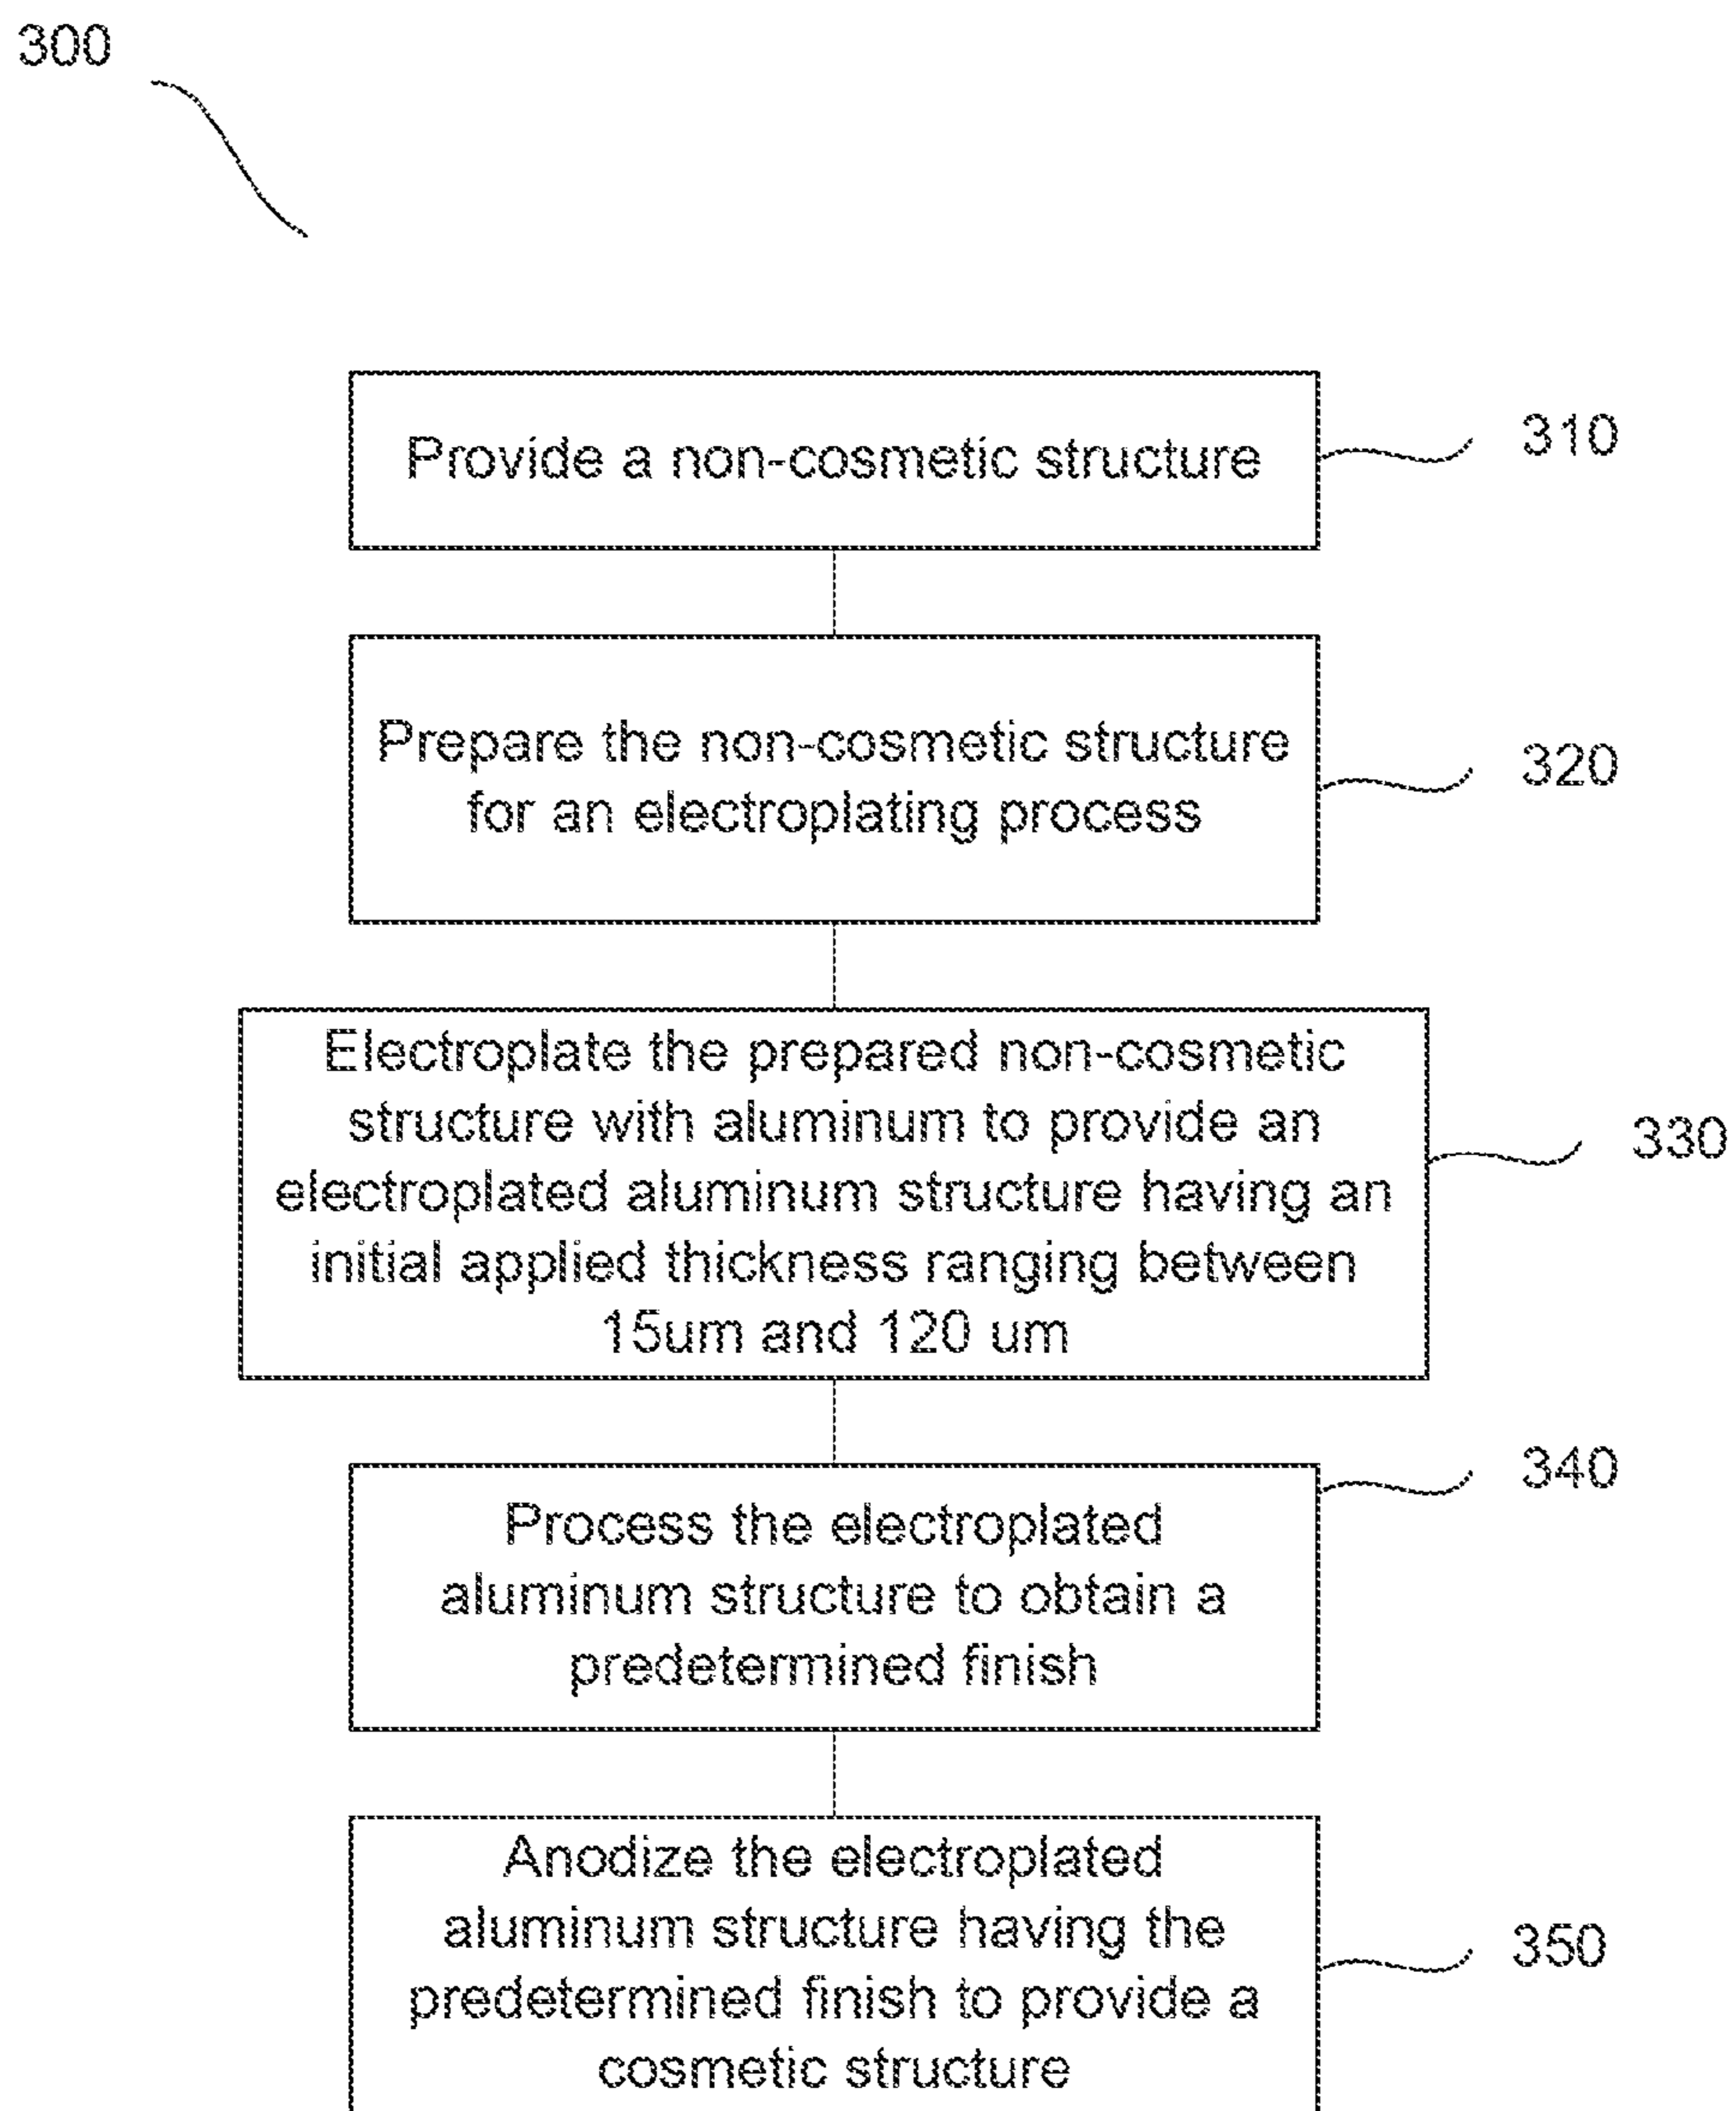 300
Provide a non-cosmetic structure
310
Prepare the non-cosmetic structure
for an electroplating process
320
Electroplate the prepared non-cosmetic
structure with aluminum to provide an
electroplated aluminum structure having an
initial applied thickness ranging between
15um and 120 um
330
Process the electroplated
aluminum structure to obtain a
predetermined finish
340
Anodize the electroplated
aluminum structure having the
predetermined finish to provide a
cosmetic structure
350